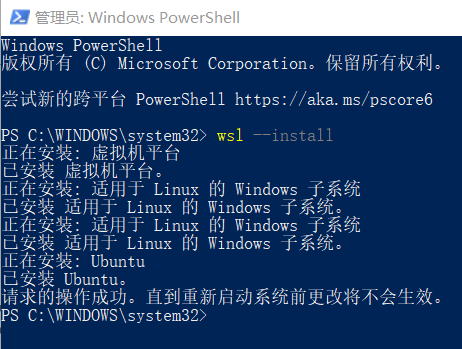 管理员: Windows PowerShell
Windows PowerShell
版权所有 (C) Microsoft Corporation。保留所有权利。
尝试新的跨平台 PowerShell https://aka.ms/pscore6
PS C:\WINDOWS\system32> wsl --install
正在安装: 虚拟机平台
已安装 虚拟机平台。
正在安装: 适用于 Linux 的 Windows 子系统
已安装 适用于 Linux 的 Windows 子系统。
正在安装: 适用于 Linux 的 Windows 子系统
已安装 适用于 Linux 的 Windows 子系统。
正在安装: Ubuntu
已安装 Ubuntu。
请求的操作成功。直到重新启动系统前更改将不会生效。
PS C:\WINDOWS\system32>